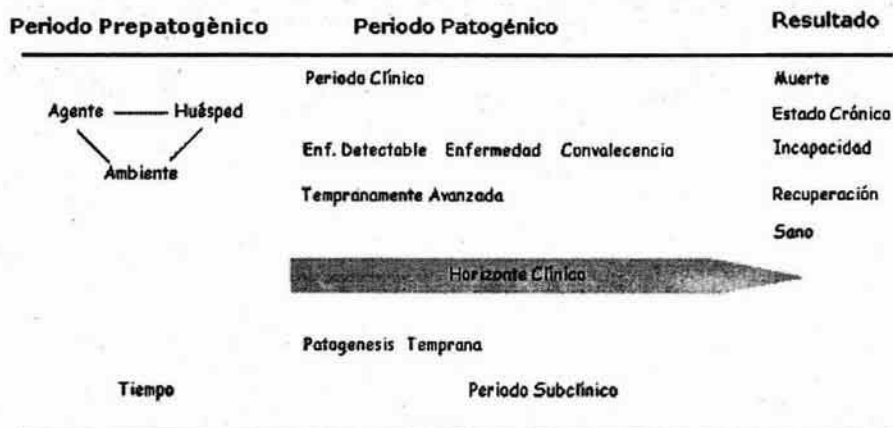 Periodo Prepatogènico Periodo Patogénico Resultado
Periodo Clínico Muerte
Agente Huésped Estado Crónico
Enf. Detectable Enfermedad Convalecencia Incapacidad
Ambiente
Tempranamente Avanzada Recuperación
Sano
Horizonte Clínico
Patogenesis Temprana
Tiempo Periodo Subclínico